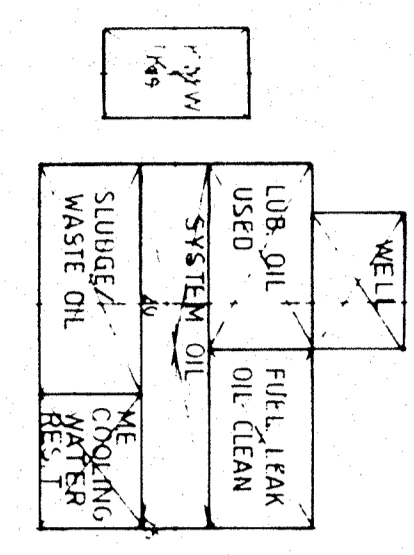 WELL
LUB. OIL
USED
FUEL LEAK
OIL CLEAN
SYSTEM OIL
SLUDGE/
WASTE OIL
ME
COOLING
WATER
RES. T